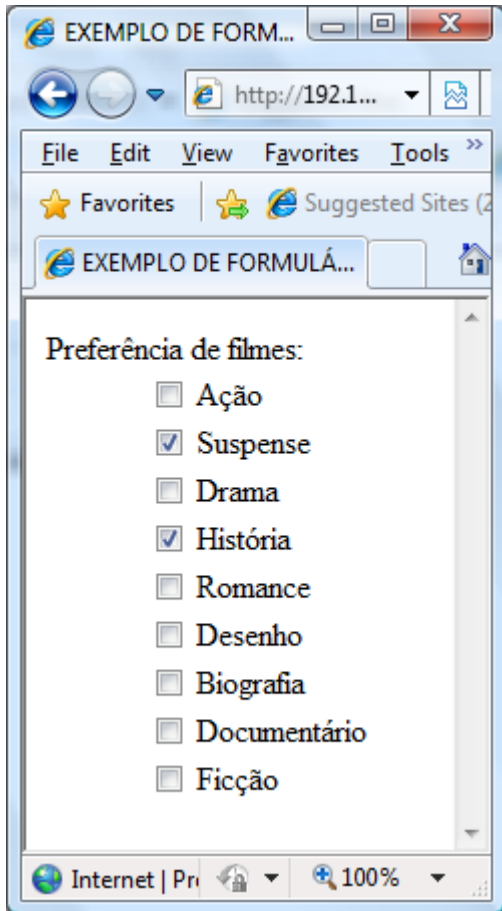 EXEMPLO DE FORM...
http://192.1...
File Edit View Favorites Tools »
Favorites Suggested Sites (2
EXEMPLO DE FORMULÁ...
Preferência de filmes:
Ação
Suspense
Drama
História
Romance
Desenho
Biografia
Documentário
Ficção
Internet | Pr 100%